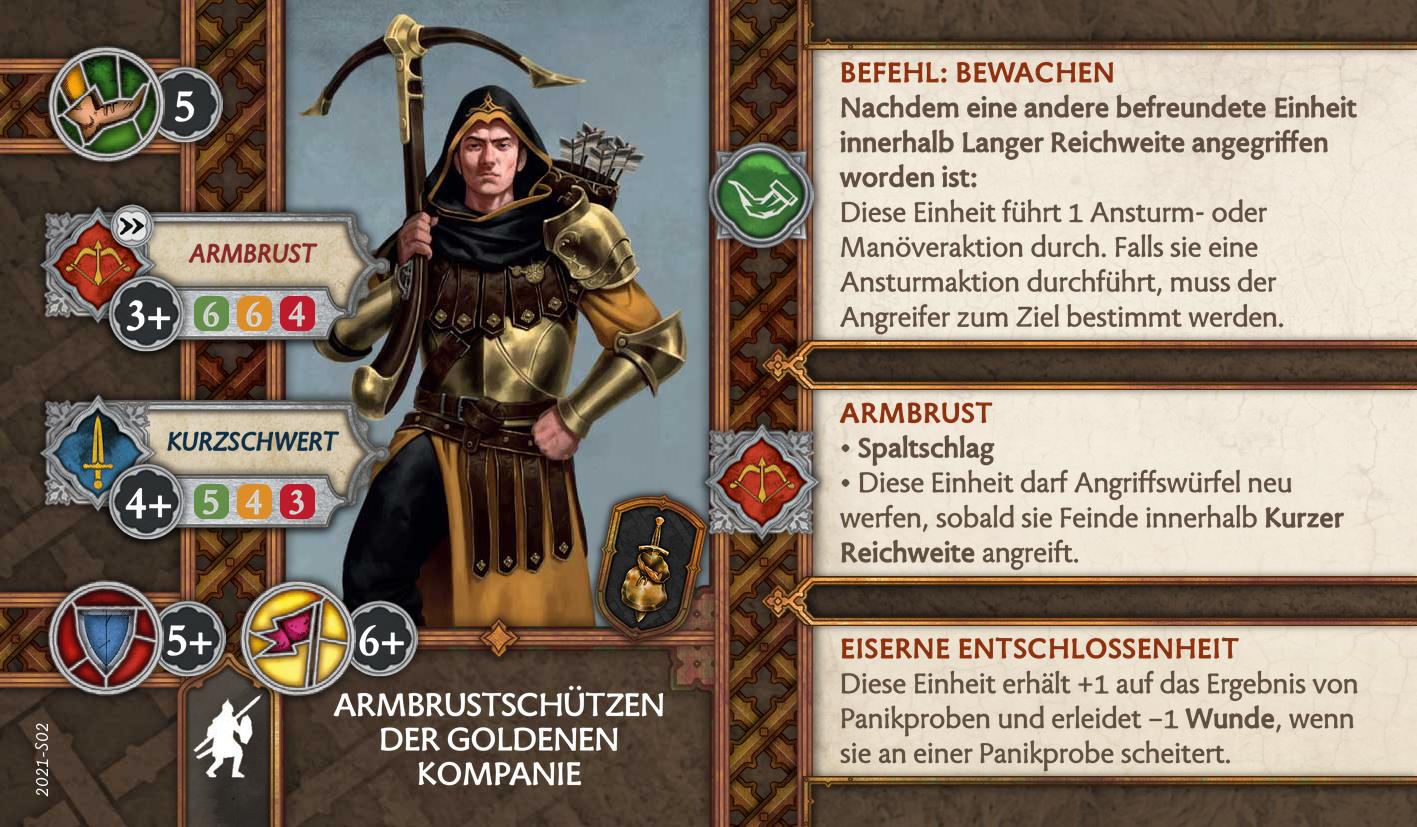 5
ARMBRUST
3+ 6 6 4
KURZSCHWERT
4+ 5 4 3
5+ 6+
ARMBRUSTSCHÜTZEN
DER GOLDENEN
KOMPANIE
2021-S02
BEFEHL: BEWACHEN
Nachdem eine andere befreundete Einheit
innerhalb Langer Reichweite angegriffen
worden ist:
Diese Einheit führt 1 Ansturm- oder
Manöveraktion durch. Falls sie eine
Ansturmaktion durchführt, muss der
Angreifer zum Ziel bestimmt werden.
ARMBRUST
• Spaltschlag
• Diese Einheit darf Angriffswürfel neu
werfen, sobald sie Feinde innerhalb Kurzer
Reichweite angreift.
EISERNE ENTSCHLOSSENHEIT
Diese Einheit erhält +1 auf das Ergebnis von
Panikproben und erleidet –1 Wunde, wenn
sie an einer Panikprobe scheitert.